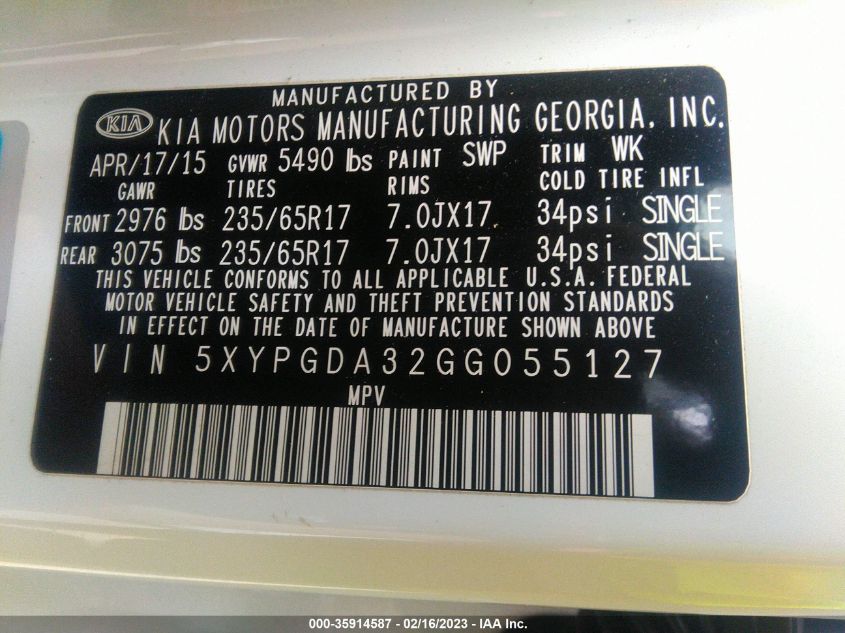 MANUFACTURED BY
KIA KIA MOTORS MANUFACTURING GEORGIA, INC.
APR/17/15 GVWR 5490 lbs PAINT SWP TRIM WK
GAWR TIRES RIMS COLD TIRE INFL
FRONT 2976 lbs 235/65R17 7.0JX17 34psi SINGLE
REAR 3075 lbs 235/65R17 7.0JX17 34psi SINGLE
THIS VEHICLE CONFORMS TO ALL APPLICABLE U.S.A. FEDERAL
MOTOR VEHICLE SAFETY AND THEFT PREVENTION STANDARDS
IN EFFECT ON THE DATE OF MANUFACTURE SHOWN ABOVE
VIN 5XYPGDA32GG055127
MPV
000-35914587 - 02/16/2023 - IAA Inc.